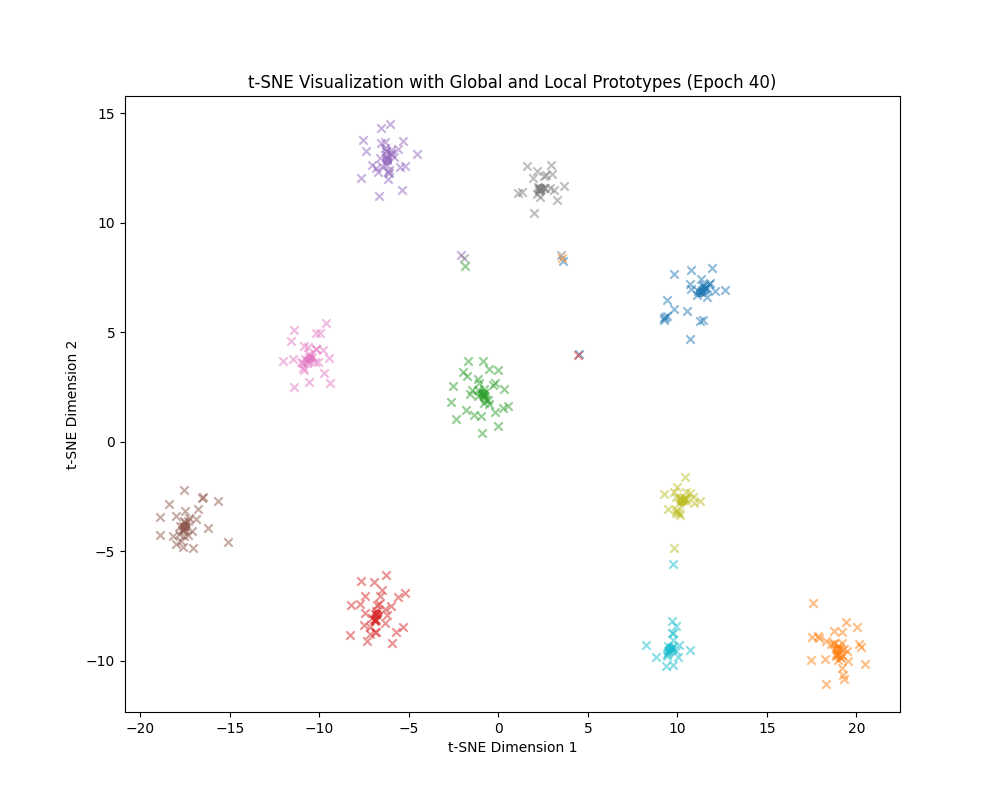 t-SNE Visualization with Global and Local Prototypes (Epoch 40)
15
10
5
0
−5
−10
t-SNE Dimension 2
−20 −15 −10 −5 0 5 10 15 20
t-SNE Dimension 1